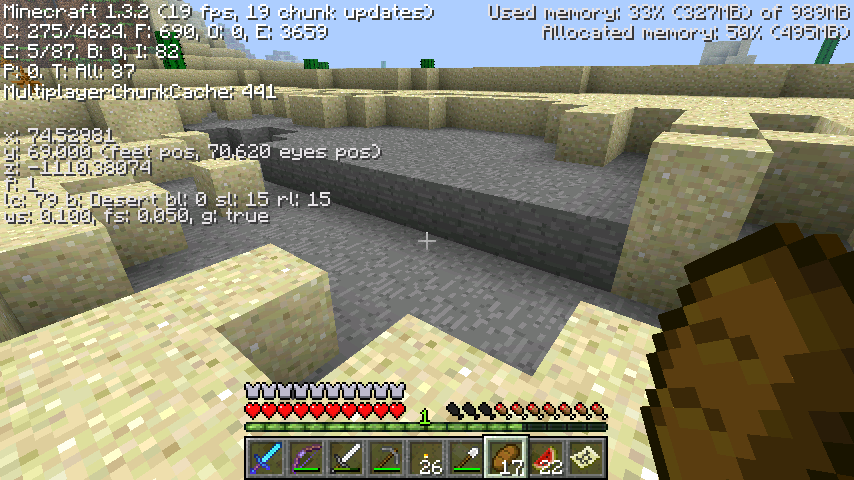 Minecraft 1.3.2 (19 fps, 19 chunk updates)
C: 275/4624. F: 690, O: 0, E: 3659
E: 5/87. B: 0, I: 82
P: 0. T: All: 87
MultiplayerChunkCache: 441
Used memory: 33% (327MB) of 989MB
Allocated memory: 50% (495MB)
x: 74.52981
y: 69.000 (feet pos, 70.620 eyes pos)
z: -1110.38074
f: 1
lc: 79 b: Desert bl: 0 sl: 15 rl: 15
ws: 0.100, fs: 0.050, g: true
1
26
17
22